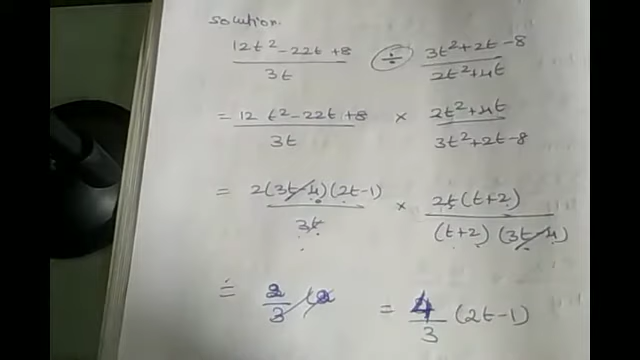 Solution.
12t² - 22t + 8 / 3t ÷ 3t² + 2t - 8 / 2t² + 4t
= 12t² - 22t + 8 / 3t × 2t² + 4t / 3t² + 2t - 8
= 2(3t-4)(2t-1) / 3t × 2t(t+2) / (t+2)(3t-4)
= 2/3 = 4/3 (2t-1)